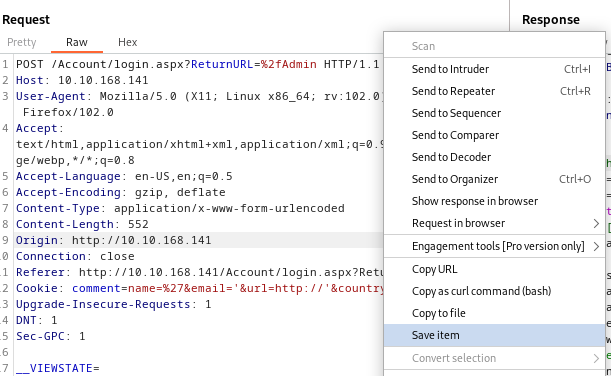 Request
Response
Pretty Raw Hex
1 POST /Account/login.aspx?ReturnURL=%2fAdmin HTTP/1.1
2 Host: 10.10.168.141
3 User-Agent: Mozilla/5.0 (X11; Linux x86_64; rv:102.0)
Firefox/102.0
4 Accept:
text/html,application/xhtml+xml,application/xml;q=0.9
ge/webp,*/*;q=0.8
5 Accept-Language: en-US,en;q=0.5
6 Accept-Encoding: gzip, deflate
7 Content-Type: application/x-www-form-urlencoded
8 Content-Length: 552
9 Origin: http://10.10.168.141
0 Connection: close
1 Referer: http://10.10.168.141/Account/login.aspx?Retu
2 Cookie: comment=name=%27&email='&url=http://'&country
3 Upgrade-Insecure-Requests: 1
4 DNT: 1
5 Sec-GPC: 1
6
7 __VIEWSTATE=
Scan
Send to Intruder Ctrl+I
Send to Repeater Ctrl+R
Send to Sequencer
Send to Comparer
Send to Decoder
Send to Organizer Ctrl+O
Show response in browser
Request in browser
Engagement tools [Pro version only]
Copy URL
Copy as curl command (bash)
Copy to file
Save item
Convert selection